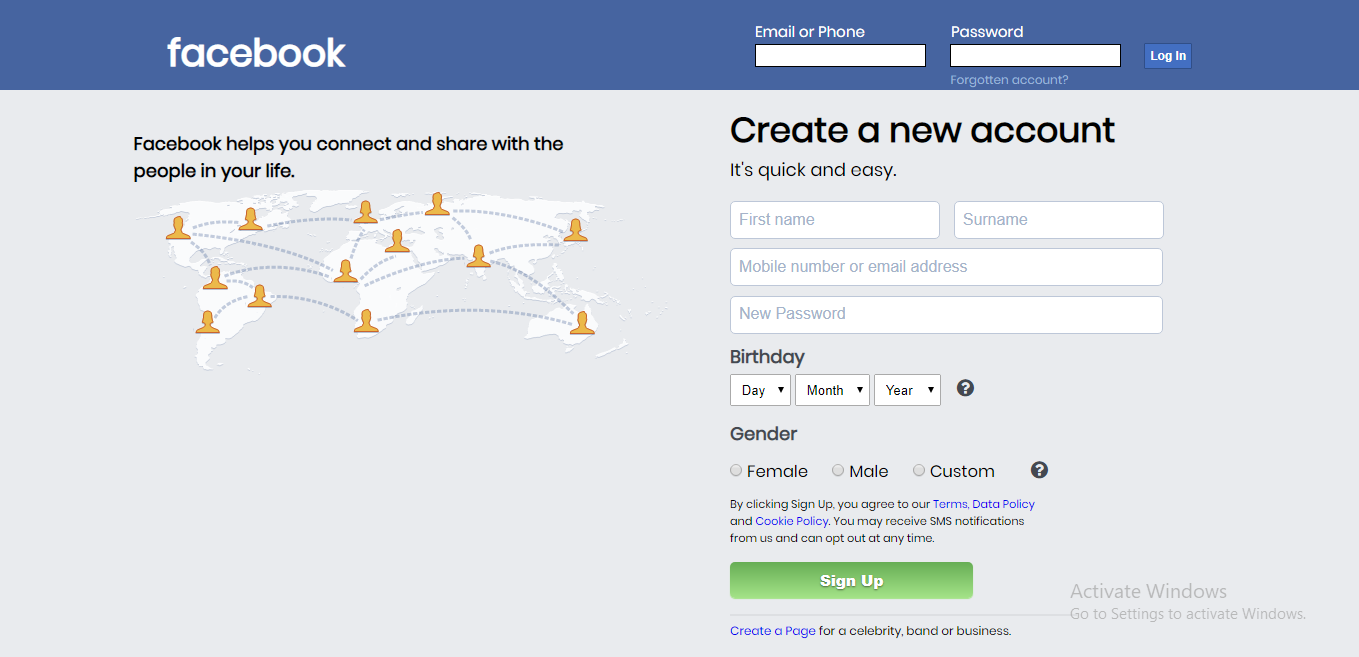 facebook
Email or Phone
Password
Log In
Forgotten account?
Facebook helps you connect and share with the
people in your life.
Create a new account
It's quick and easy.
First name
Surname
Mobile number or email address
New Password
Birthday
Day
Month
Year
?
Gender
Female
Male
Custom
?
By clicking Sign Up, you agree to our Terms, Data Policy
and Cookie Policy. You may receive SMS notifications
from us and can opt out at any time.
Sign Up
Activate Windows
Go to Settings to activate Windows.
Create a Page for a celebrity, band or business.